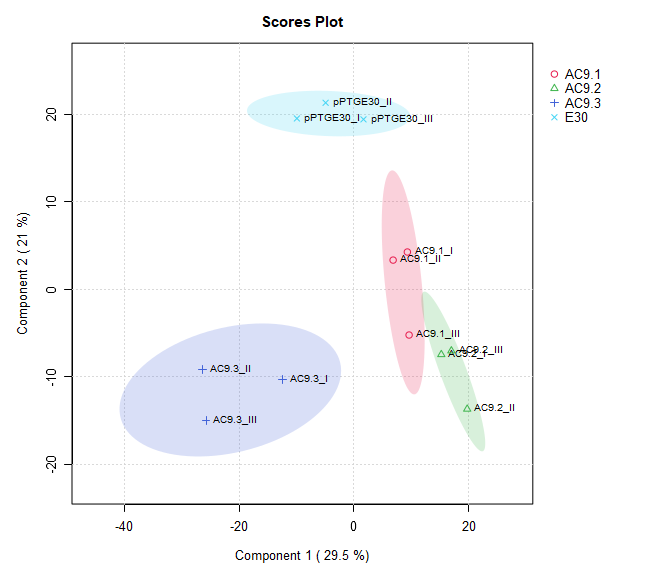 Scores Plot
AC9.1
AC9.2
AC9.3
E30
pPTGE30_II
pPTGE30_I
pPTGE30_III
AC9.1_I
AC9.1_II
AC9.1_III
AC9.2_III
AC9.2_I
AC9.2_II
AC9.3_II
AC9.3_I
AC9.3_III
20
10
0
-10
-20
Component 2 ( 21 %)
-40
-20
0
20
Component 1 ( 29.5 %)